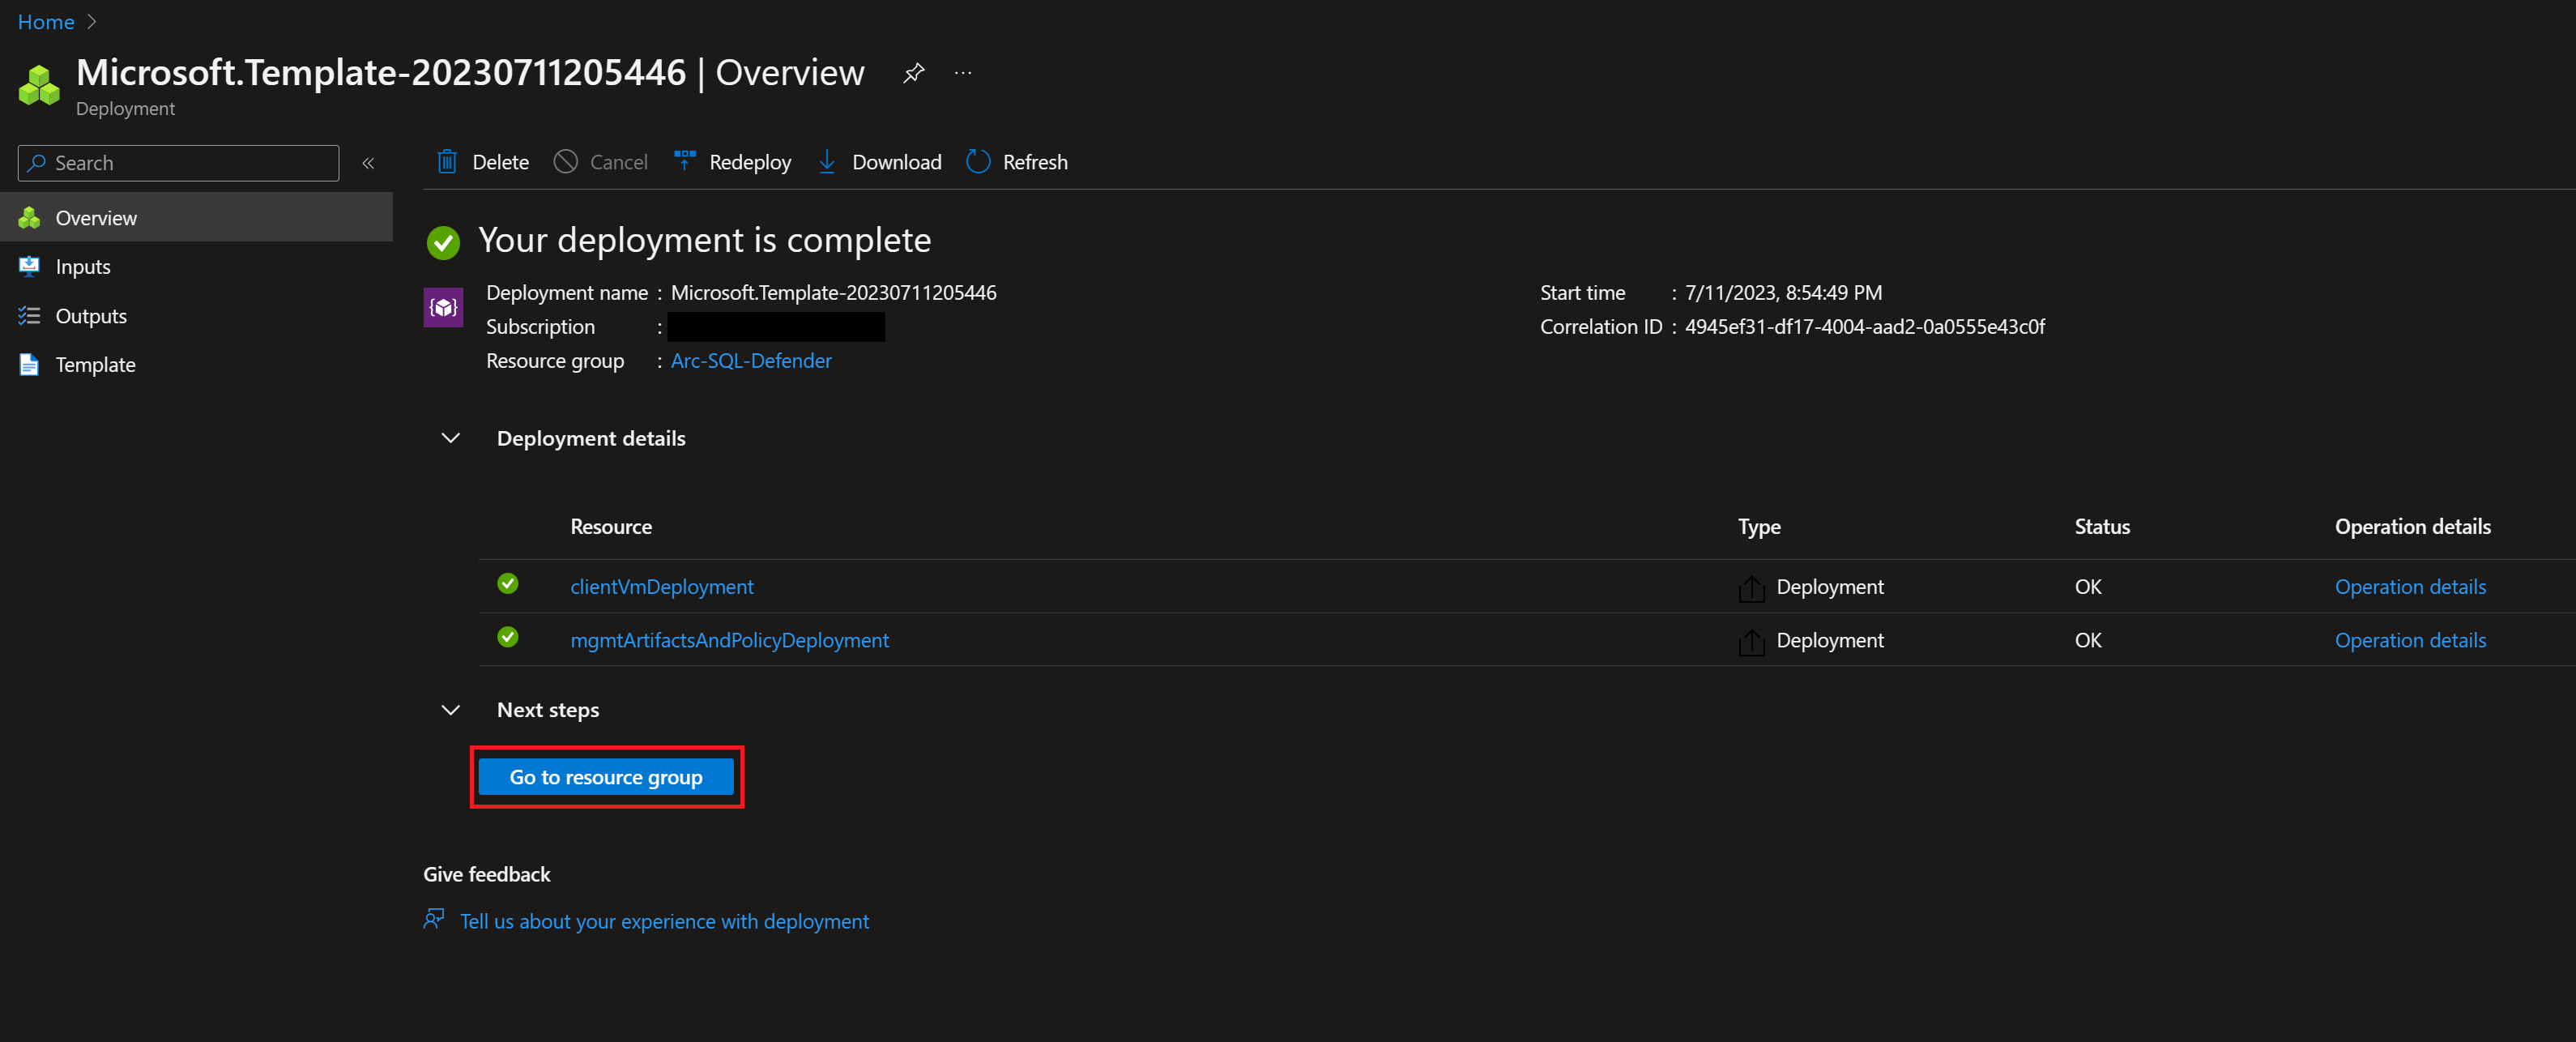 Home >
Microsoft.Template-20230711205446 | Overview ...
Deployment
Search «
Delete Cancel Redeploy Download Refresh
Overview
Inputs
Outputs
Template
Your deployment is complete
Deployment name : Microsoft.Template-20230711205446
Subscription :
Resource group : Arc-SQL-Defender
Start time : 7/11/2023, 8:54:49 PM
Correlation ID : 4945ef31-df17-4004-aad2-0a0555e43c0f
Deployment details
Resource Type Status Operation details
clientVmDeployment Deployment OK Operation details
mgmtArtifactsAndPolicyDeployment Deployment OK Operation details
Next steps
Go to resource group
Give feedback
Tell us about your experience with deployment